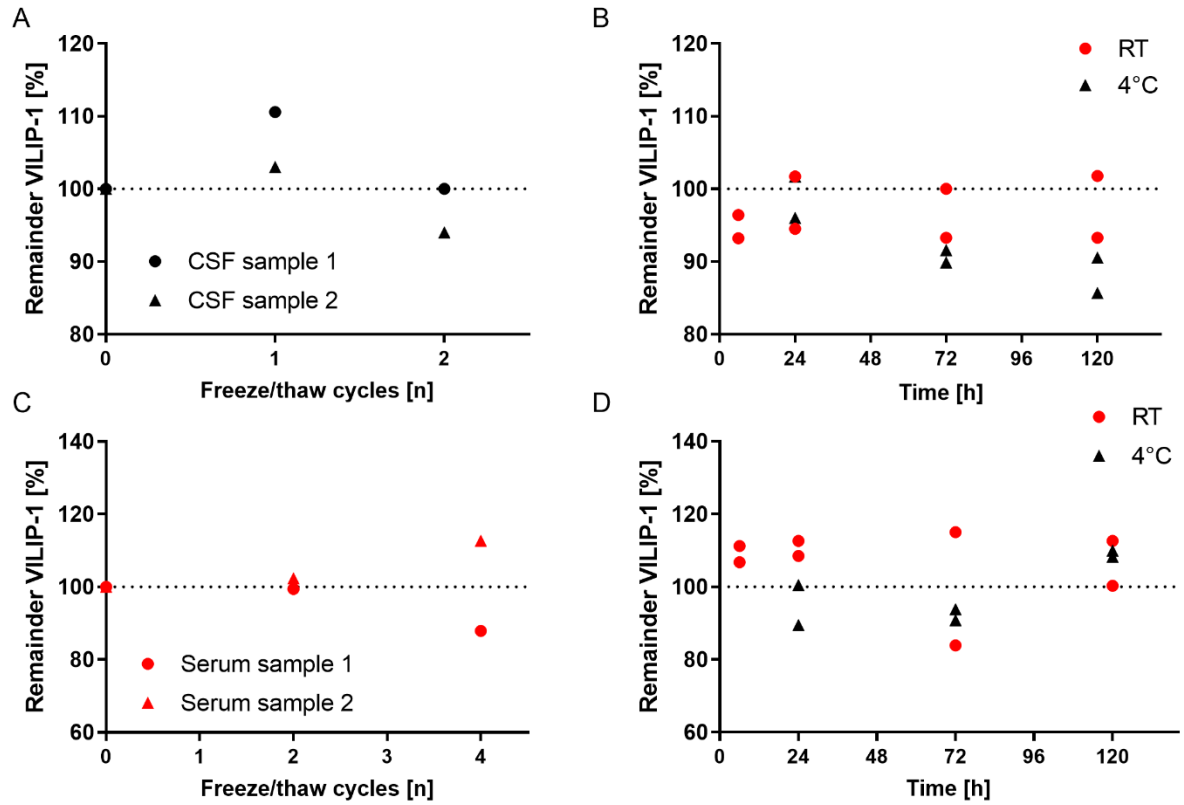 A
Remainder VILIP-1 [%]
120
110
100
90
80
CSF sample 1
CSF sample 2
0 1 2
Freeze/thaw cycles [n]
B
RT
4°C
Remainder VILIP-1 [%]
120
110
100
90
80
0 24 48 72 96 120
Time [h]
C
Remainder VILIP-1 [%]
140
120
100
80
60
Serum sample 1
Serum sample 2
0 1 2 3 4
Freeze/thaw cycles [n]
D
RT
4°C
Remainder VILIP-1 [%]
140
120
100
80
60
0 24 48 72 96 120
Time [h]